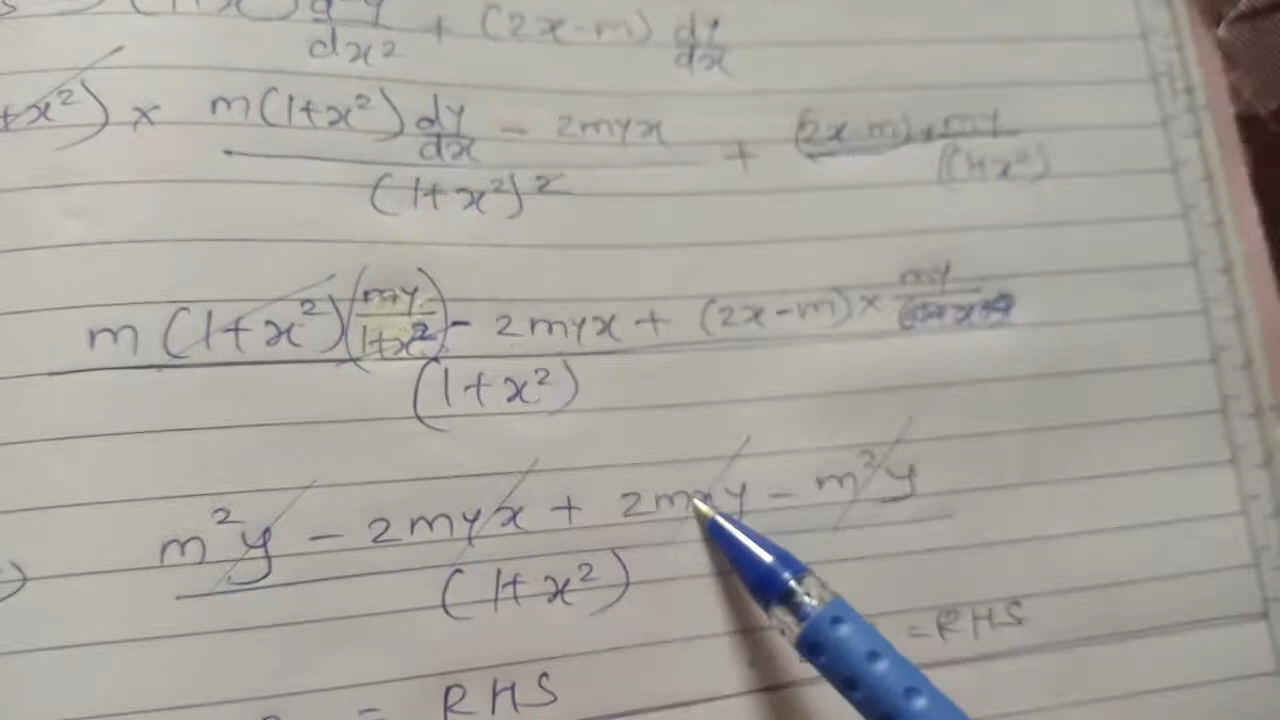 (1+x²) d²y/dx² + (2x-m) dy/dx
+x²) × m(1+x²) dy/dx - 2myx / (1+x²)² + (2x-m) × my / (1+x²)
m(1+x²)(my/1+x²) - 2myx + (2x-m) × my / (1+x²)
m²y - 2myx + 2mxy - m²y / (1+x²)
= RHS
= RHS